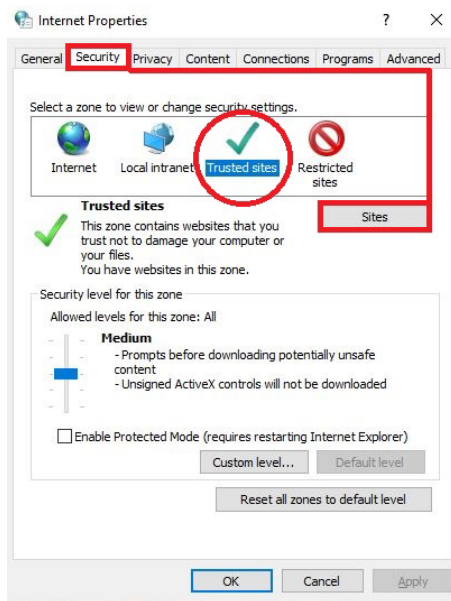 Internet Properties
? X
General Security Privacy Content Connections Programs Advanced
Select a zone to view or change security settings.
Internet Local intranet Trusted sites Restricted
sites
Trusted sites
Sites
This zone contains websites that you
trust not to damage your computer or
your files.
You have websites in this zone.
Security level for this zone
Allowed levels for this zone: All
Medium
- Prompts before downloading potentially unsafe
content
- Unsigned ActiveX controls will not be downloaded
Enable Protected Mode (requires restarting Internet Explorer)
Custom level... Default level
Reset all zones to default level
OK Cancel Apply